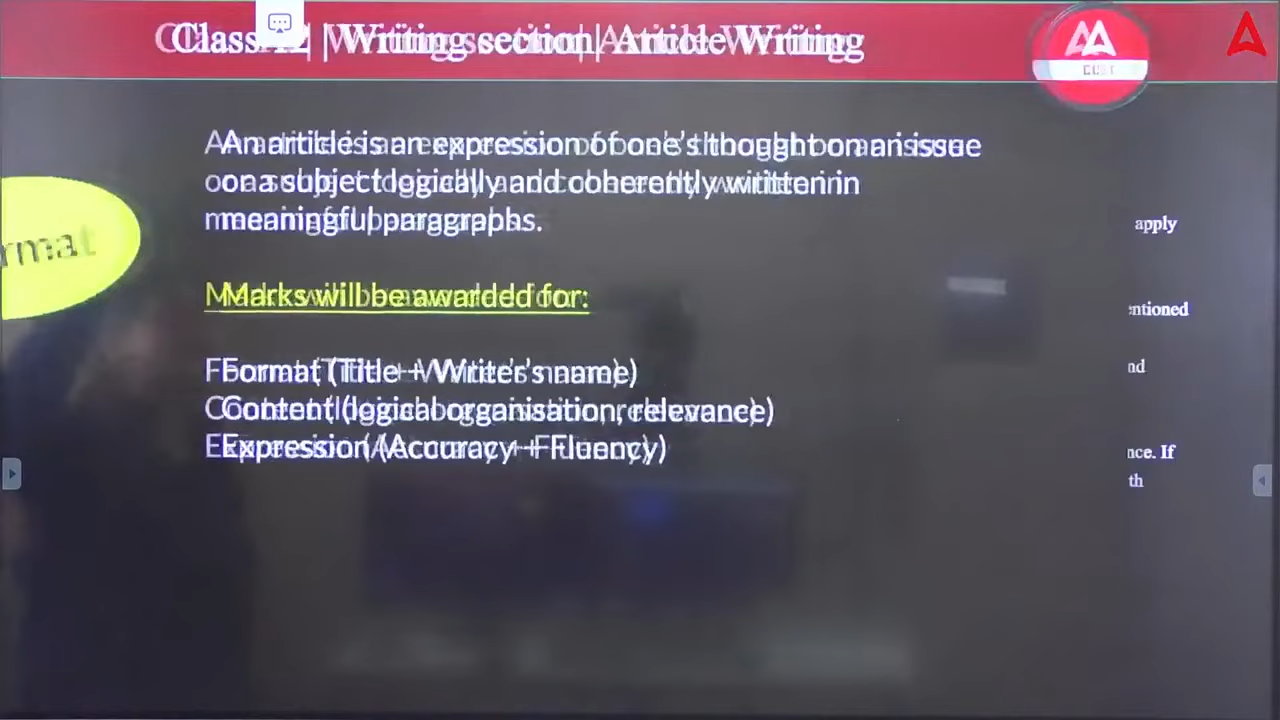 Class 12 | Writing section | Article Writing
CUET
An article is an expression of one's thought on an issue
or a subject logically and coherently written in
meaningful paragraphs.
rmat
apply
Marks will be awarded for:
entioned
Format (Title + Writer's name)
nd
Content (logical organisation, relevance)
Expression (Accuracy + Fluency)
nce. If
th